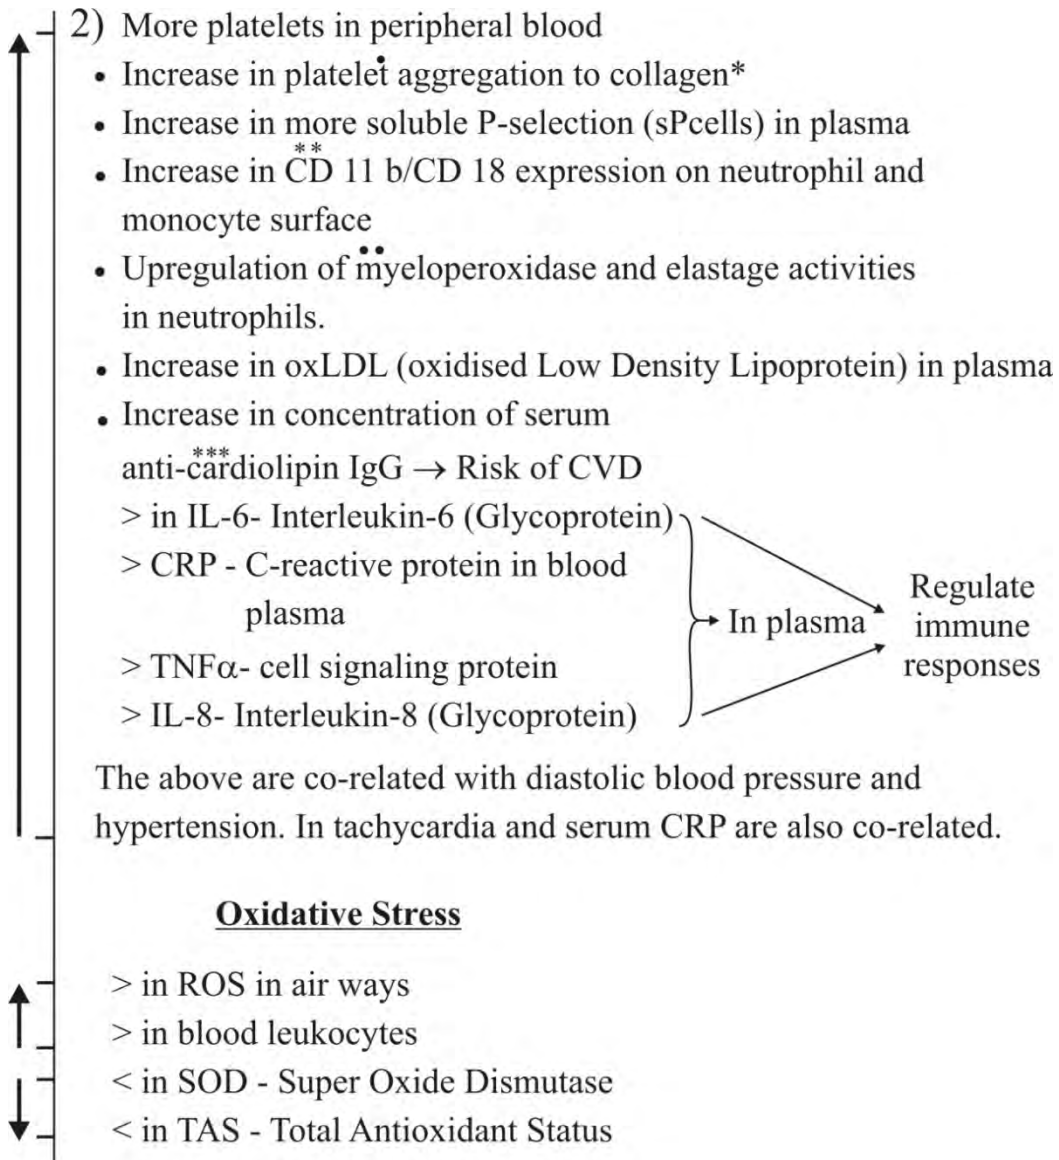 2) More platelets in peripheral blood
• Increase in platelet aggregation to collagen*
• Increase in more soluble P-selection (sPcells) in plasma
**
• Increase in CD 11 b/CD 18 expression on neutrophil and
monocyte surface
••
• Upregulation of myeloperoxidase and elastage activities
in neutrophils.
• Increase in oxLDL (oxidised Low Density Lipoprotein) in plasma
• Increase in concentration of serum
***
anti-cardiolipin IgG → Risk of CVD
> in IL-6- Interleukin-6 (Glycoprotein)
> CRP - C-reactive protein in blood
plasma
> TNFα- cell signaling protein
> IL-8- Interleukin-8 (Glycoprotein)
In plasma
Regulate
immune
responses
The above are co-related with diastolic blood pressure and
hypertension. In tachycardia and serum CRP are also co-related.
Oxidative Stress
> in ROS in air ways
> in blood leukocytes
< in SOD - Super Oxide Dismutase
< in TAS - Total Antioxidant Status